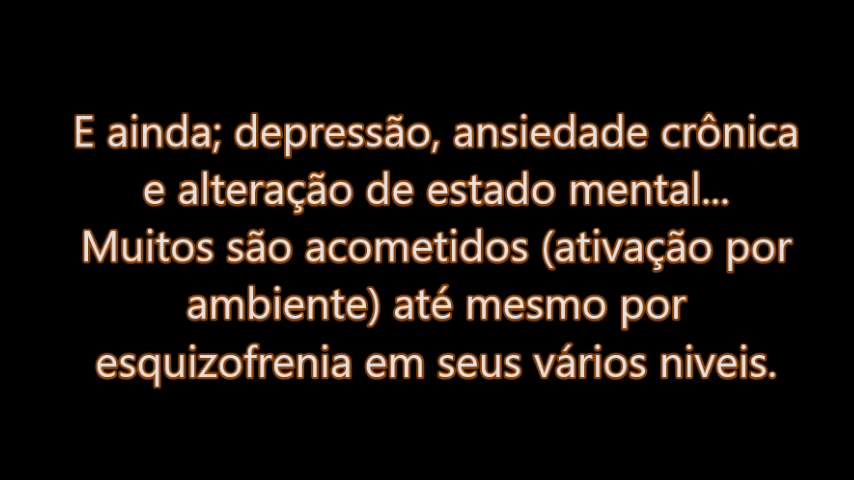 E ainda; depressão, ansiedade crônica
e alteração de estado mental...
Muitos são acometidos (ativação por
ambiente) até mesmo por
esquizofrenia em seus vários niveis.